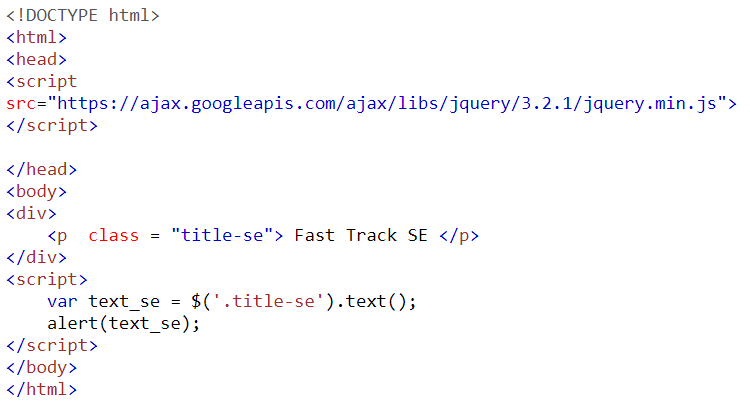 <!DOCTYPE html>
<html>
<head>
<script
src="https://ajax.googleapis.com/ajax/libs/jquery/3.2.1/jquery.min.js">
</script>

</head>
<body>
<div>
    <p  class = "title-se"> Fast Track SE </p>
</div>
<script>
    var text_se = $('.title-se').text();
    alert(text_se);
</script>
</body>
</html>